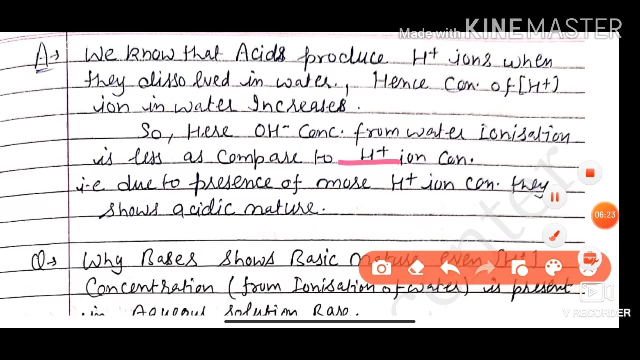 Made with KINEMASTER
A→ We know that Acids produce H+ ions when
they dissolved in water, Hence Con. of [H+]
ion in water Increases.
So, Here OH- Conc. from water ionisation
is less as compare to H+ ion Con.
i.e due to presence of more H+ ion con. they
shows acidic nature.
06:23
Q→ Why Bases shows Basic nature even [H+]
Concentration (from Ionisation of water) is present
in Aqueous solution Base.
V RECORDER